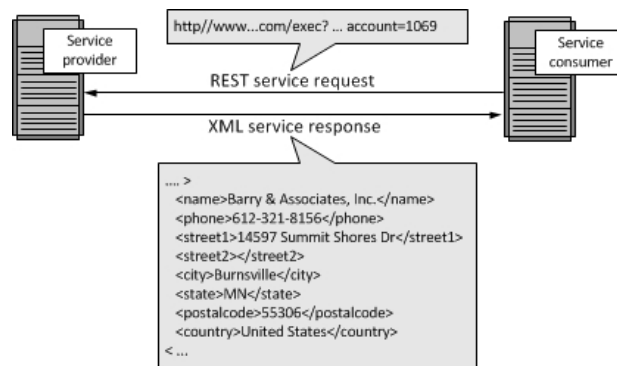 Service
provider
http//www...com/exec? ... account=1069
Service
consumer
REST service request
XML service response
.... >
<name>Barry & Associates, Inc.</name>
<phone>612-321-8156</phone>
<street1>14597 Summit Shores Dr</street1>
<street2></street2>
<city>Burnsville</city>
<state>MN</state>
<postalcode>55306</postalcode>
<country>United States</country>
< ...